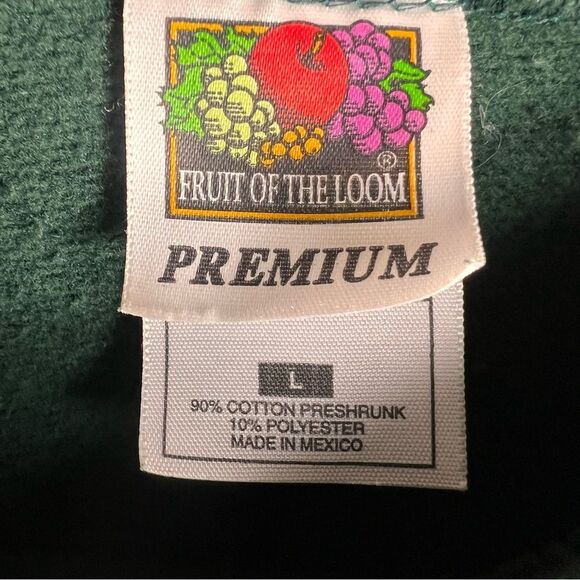 ®
FRUIT OF THE LOOM
PREMIUM
L
90% COTTON PRESHRUNK
10% POLYESTER
MADE IN MEXICO